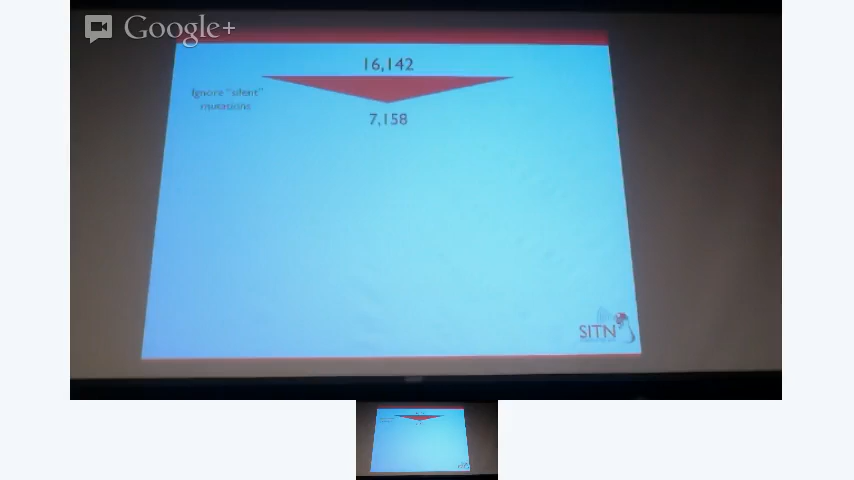 Google+
16,142
Ignore "silent"
mutations
7,158
SITN